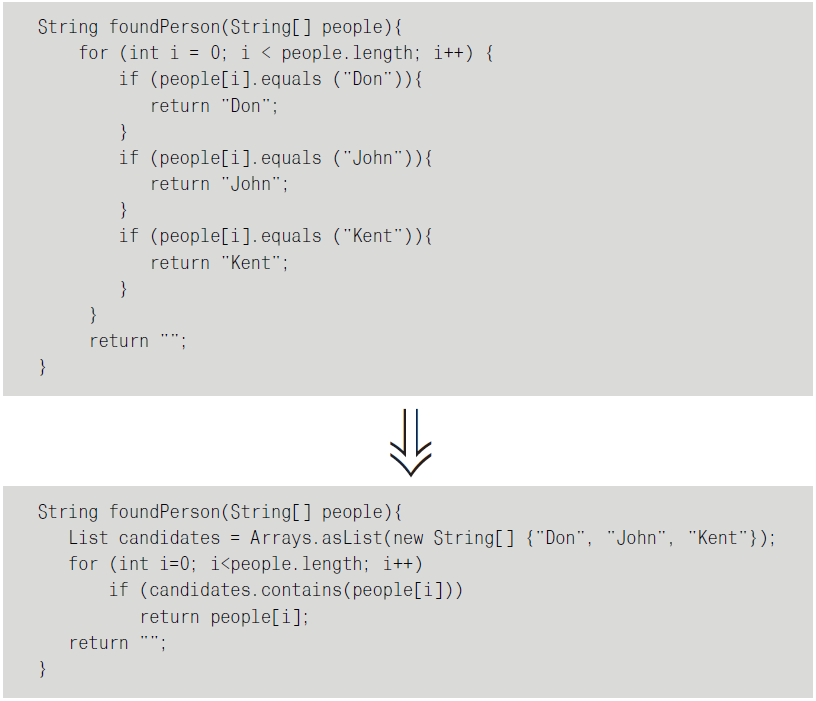 String foundPerson(String[] people){
for (int i = 0; i < people.length; i++) {
if (people[i].equals ("Don")){
return "Don";
}
if (people[i].equals ("John")){
return "John";
}
if (people[i].equals ("Kent")){
return "Kent";
}
}
return "";
}
String foundPerson(String[] people){
List candidates = Arrays.asList(new String[] {"Don", "John", "Kent"});
for (int i=0; i<people.length; i++)
if (candidates.contains(people[i]))
return people[i];
return "";
}